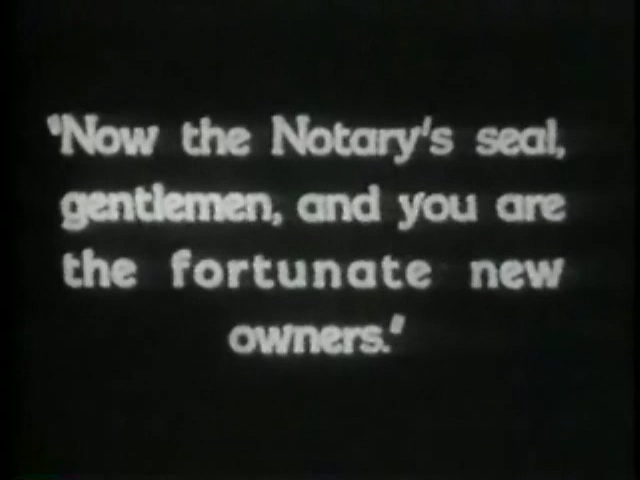 "Now the Notary's seal,
gentlemen, and you are
the fortunate new
owners."